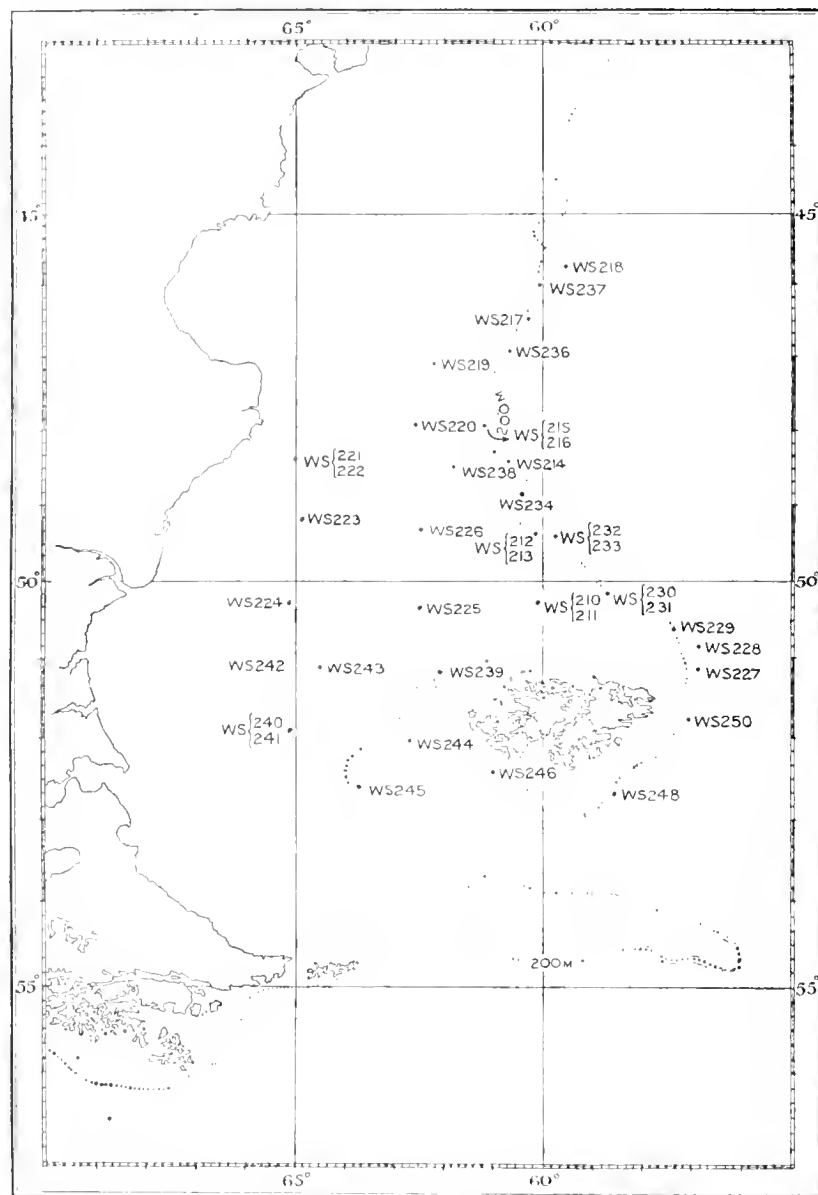 65° 60°
45° 45°
WS218
WS237
WS217
WS236
WS219
200M
WS220 WS{215
216
WS{221
222
WS214
WS238
WS234
WS223
WS226 WS{212
213
WS{232
233
50° 50°
WS{230
231
WS224 WS225 WS{210
211
WS229
WS228
WS242 WS243 WS239 WS227
WS250
WS{240
241
WS244
WS246
WS245 WS248
200M
55° 55°
65° 60°